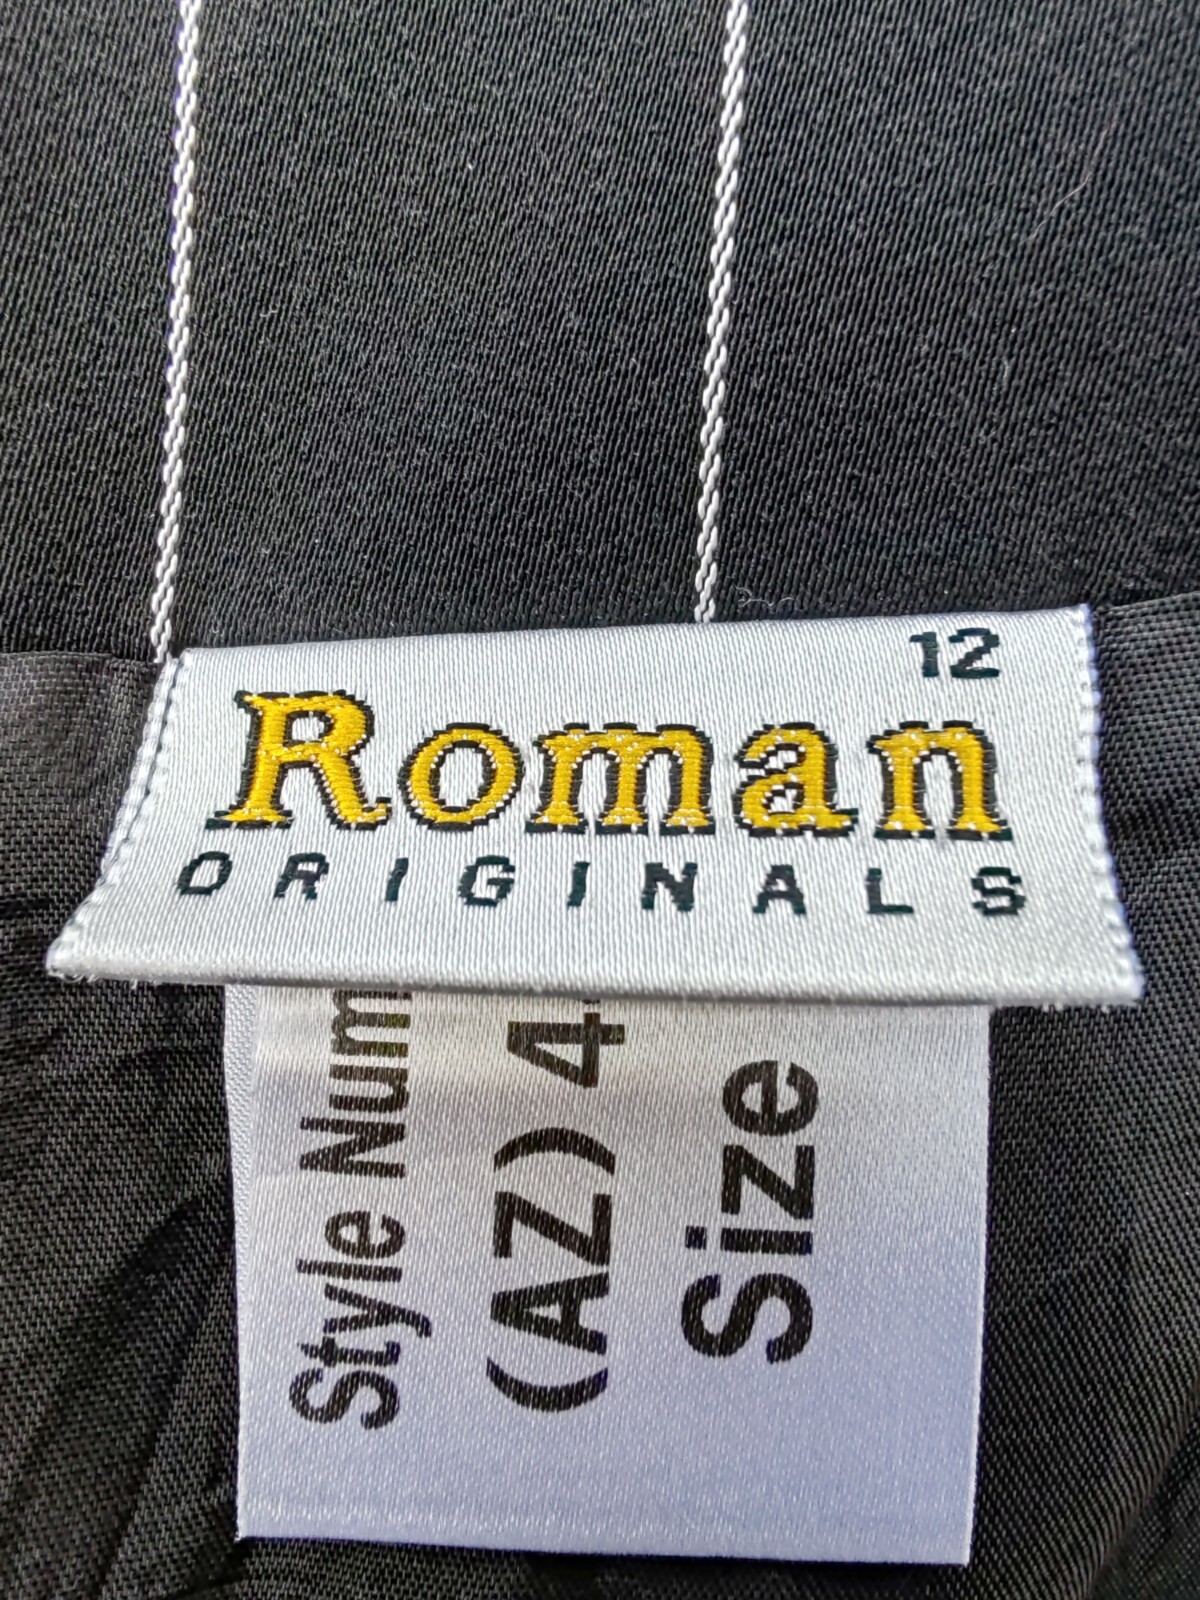 12
Roman
ORIGINALS
Style Num
(AZ) 4
Size